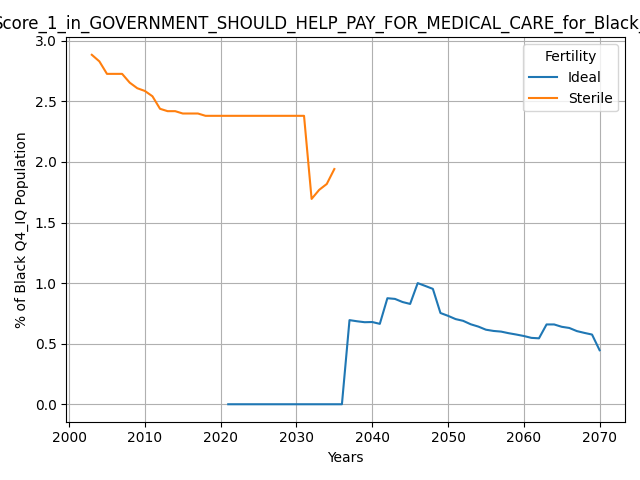 Score_1_in_GOVERNMENT_SHOULD_HELP_PAY_FOR_MEDICAL_CARE_for_Black_
3.0
2.5
2.0
1.5
1.0
0.5
0.0
% of Black Q4_IQ Population
Fertility
Ideal
Sterile
2000 2010 2020 2030 2040 2050 2060 2070
Years